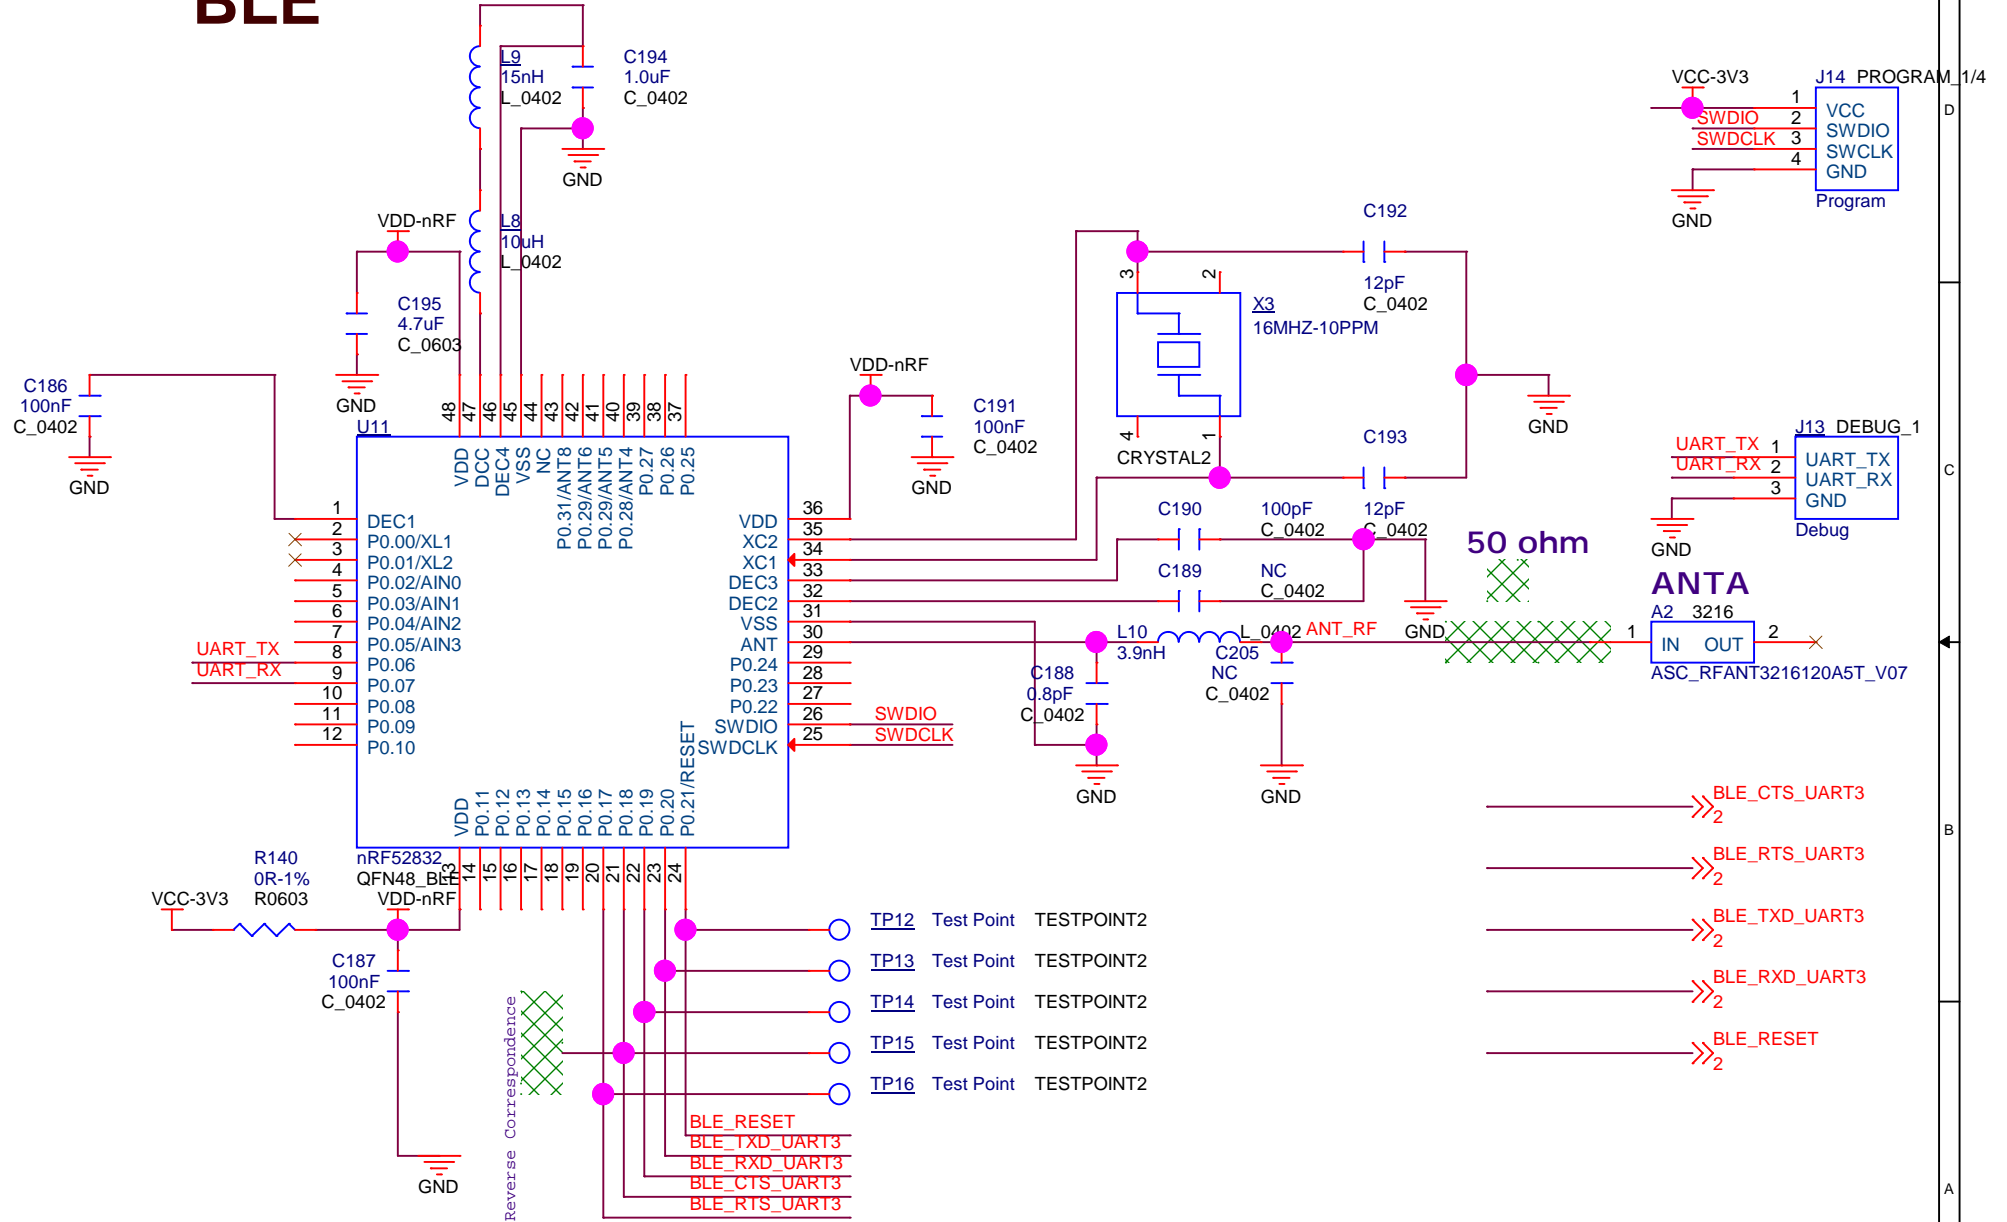 BLE
L9
15nH
L_0402
C194
1.0uF
C_0402
GND
VDD-nRF
L8
10uH
L_0402
C195
4.7uF
C_0603
GND
C186
100nF
C_0402
GND
U11
48
47
46
45
44
43
42
41
40
39
38
37
VDD
DCC
DEC4
VSS
NC
P0.31/ANT8
P0.29/ANT6
P0.29/ANT5
P0.28/ANT4
P0.27
P0.26
P0.25
1 DEC1
2 P0.00/XL1
3 P0.01/XL2
4 P0.02/AIN0
5 P0.03/AIN1
6 P0.04/AIN2
7 P0.05/AIN3
UART_TX 8 P0.06
UART_RX 9 P0.07
10 P0.08
11 P0.09
12 P0.10
VDD 36
XC2 35
XC1 34
DEC3 33
DEC2 32
VSS 31
ANT 30
P0.24 29
P0.23 28
P0.22 27
SWDIO 26 SWDIO
SWDCLK 25 SWDCLK
VDD
P0.11
P0.12
P0.13
P0.14
P0.15
P0.16
P0.17
P0.18
P0.19
P0.20
P0.21/RESET
13
14
15
16
17
18
19
20
21
22
23
24
nRF52832
QFN48_BLE
VDD-nRF
R140
0R-1%
R0603
VCC-3V3
C187
100nF
C_0402
GND
VDD-nRF
C191
100nF
C_0402
GND
C192
12pF
C_0402
3
2
X3
16MHZ-10PPM
4
1
CRYSTAL2
GND
C193
12pF
C_0402
C190
100pF
C_0402
C189
NC
C_0402
GND
L10
3.9nH
L_0402
ANT_RF
C188
0.8pF
C_0402
GND
C205
NC
C_0402
GND
50 ohm
ANTA
A2 3216
1 IN OUT 2
ASC_RFANT3216120A5T_V07
VCC-3V3
J14 PROGRAM_1/4
1 VCC
SWDIO 2 SWDIO
SWDCLK 3 SWCLK
4 GND
GND
Program
J13 DEBUG_1
UART_TX 1 UART_TX
UART_RX 2 UART_RX
3 GND
GND
Debug
TP12 Test Point TESTPOINT2
TP13 Test Point TESTPOINT2
TP14 Test Point TESTPOINT2
TP15 Test Point TESTPOINT2
TP16 Test Point TESTPOINT2
Reverse Correspondence
BLE_RESET
BLE_TXD_UART3
BLE_RXD_UART3
BLE_CTS_UART3
BLE_RTS_UART3
BLE_CTS_UART3
2
BLE_RTS_UART3
2
BLE_TXD_UART3
2
BLE_RXD_UART3
2
BLE_RESET
2
D
C
B
A